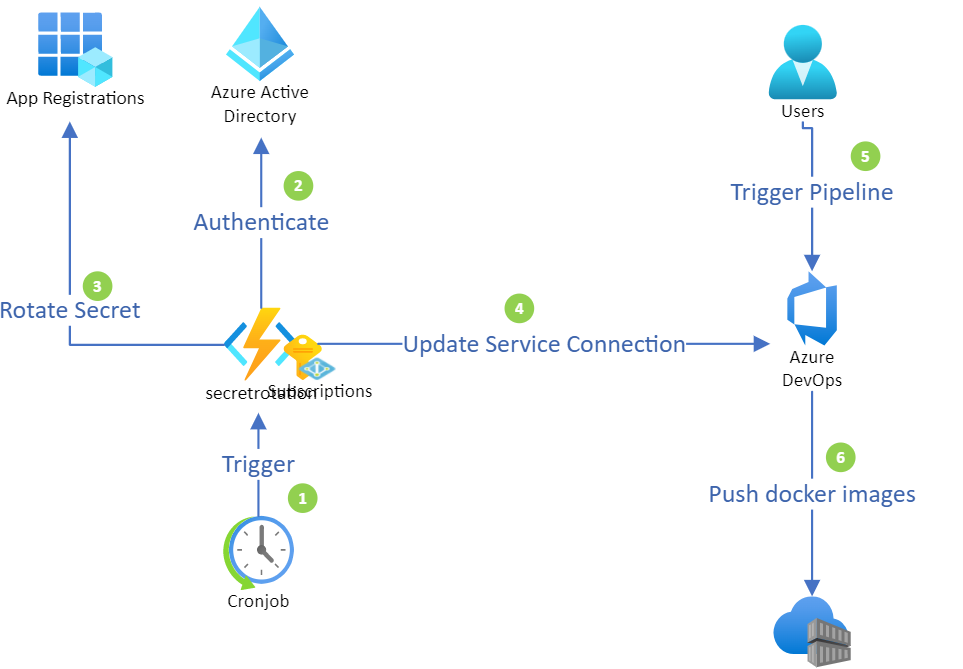 App Registrations
Azure Active
Directory
Users
5
Trigger Pipeline
2
Authenticate
3
Rotate Secret
4
Update Service Connection
Azure
DevOps
secretrotation
Subscriptions
6
Trigger
Push docker images
1
Cronjob